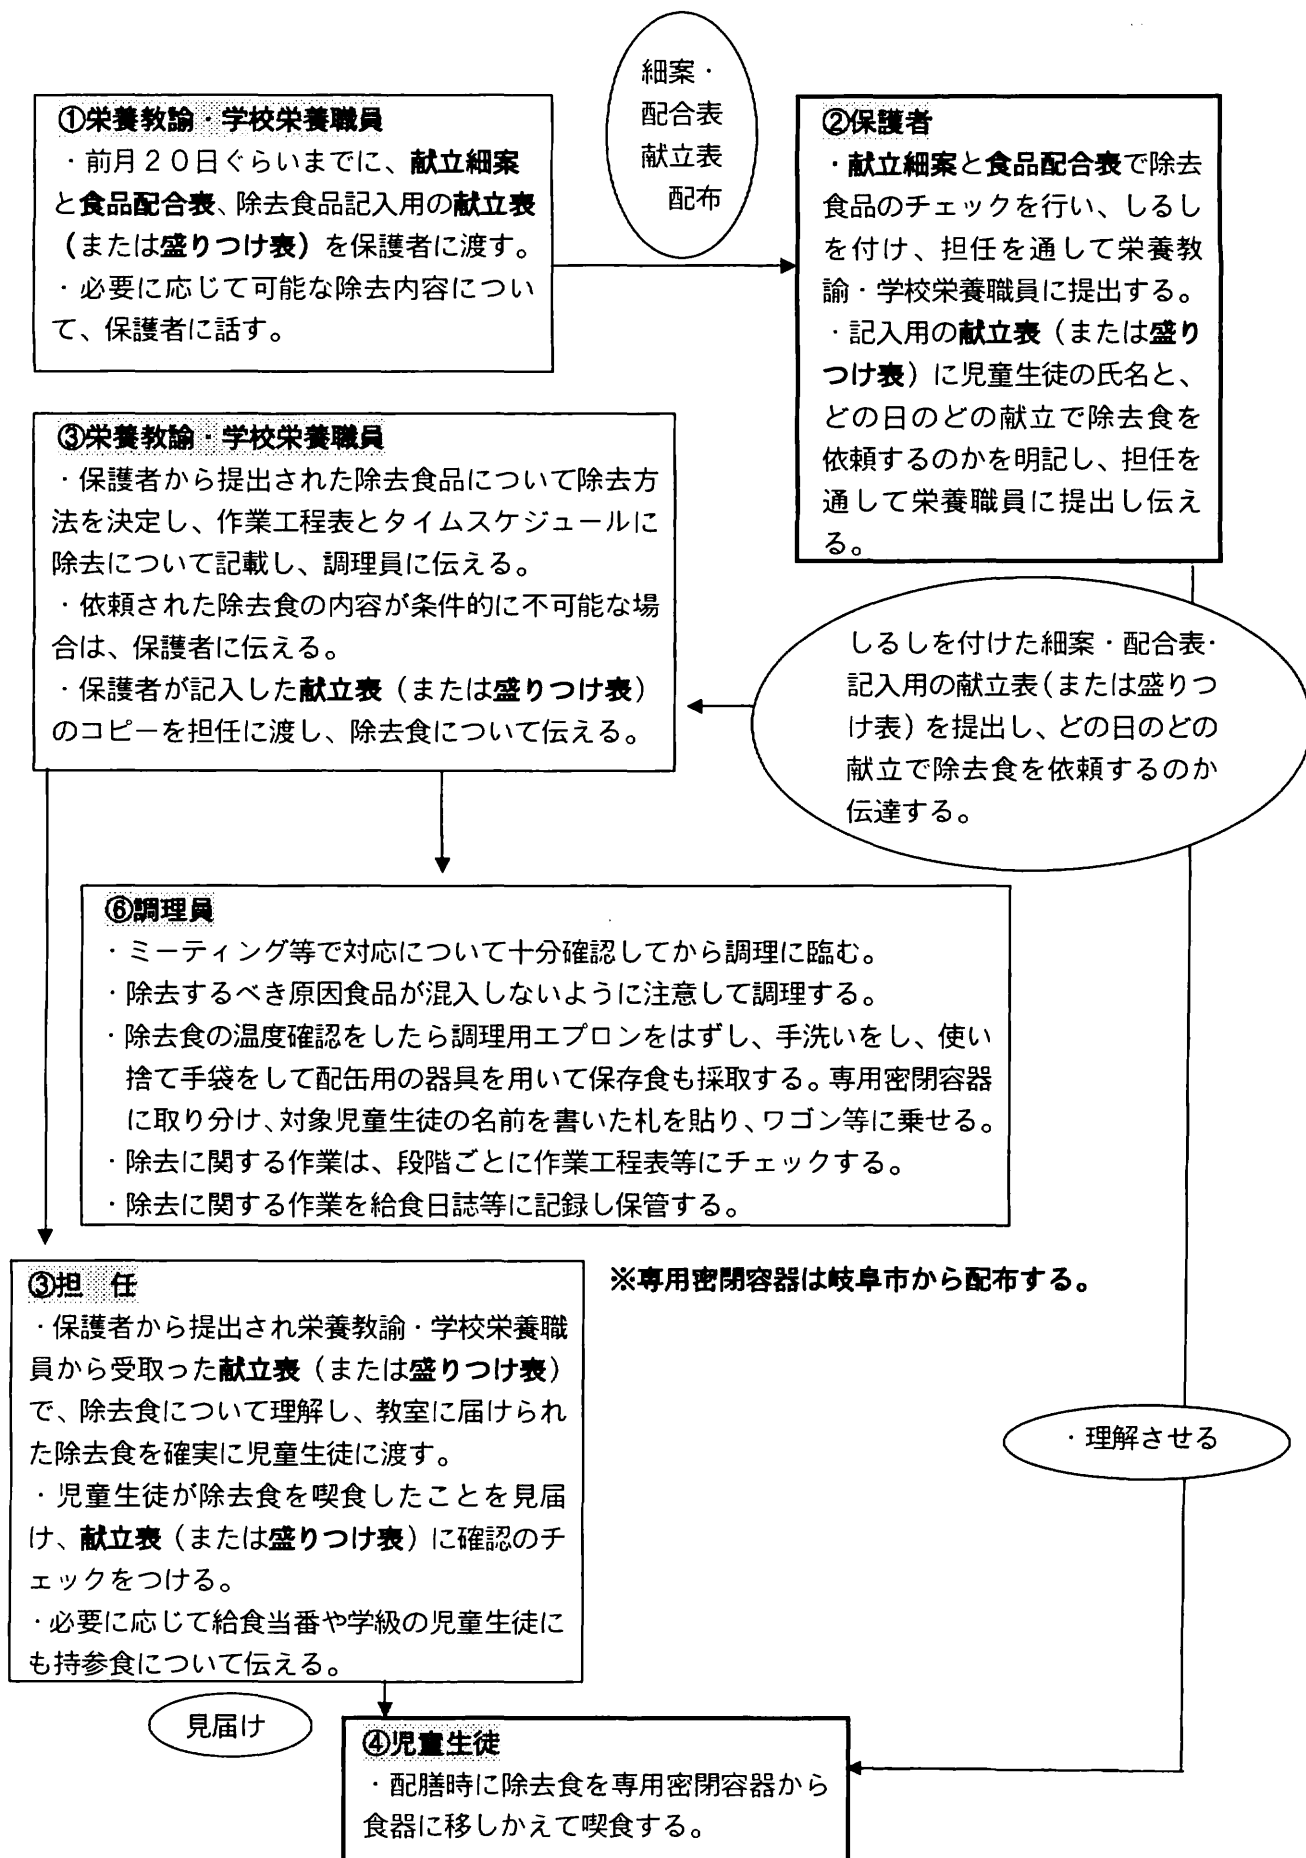 細案・
配合表
献立表
配布
①栄養教諭・学校栄養職員
・前月２０日ぐらいまでに、献立細案
と食品配合表、除去食品記入用の献立表
（または盛りつけ表）を保護者に渡す。
・必要に応じて可能な除去内容につい
て、保護者に話す。
②保護者
・献立細案と食品配合表で除去
食品のチェックを行い、しるし
を付け、担任を通して栄養教
諭・学校栄養職員に提出する。
・記入用の献立表（または盛り
つけ表）に児童生徒の氏名と、
どの日のどの献立で除去食を
依頼するのかを明記し、担任を
通して栄養職員に提出し伝え
る。
③栄養教諭・学校栄養職員
・保護者から提出された除去食品について除去方
法を決定し、作業工程表とタイムスケジュールに
除去について記載し、調理員に伝える。
・依頼された除去食の内容が条件的に不可能な場
合は、保護者に伝える。
・保護者が記入した献立表（または盛りつけ表）
のコピーを担任に渡し、除去食について伝える。
しるしを付けた細案・配合表・
記入用の献立表（または盛りつ
け表）を提出し、どの日のどの
献立で除去食を依頼するのか
伝達する。
⑥調理員
・ミーティング等で対応について十分確認してから調理に臨む。
・除去するべき原因食品が混入しないように注意して調理する。
・除去食の温度確認をしたら調理用エプロンをはずし、手洗いをし、使い
捨て手袋をして配缶用の器具を用いて保存食も採取する。専用密閉容器
に取り分け、対象児童生徒の名前を書いた札を貼り、ワゴン等に乗せる。
・除去に関する作業は、段階ごとに作業工程表等にチェックする。
・除去に関する作業を給食日誌等に記録し保管する。
※専用密閉容器は岐阜市から配布する。
③担　任
・保護者から提出され栄養教諭・学校栄養職
員から受取った献立表（または盛りつけ表）
で、除去食について理解し、教室に届けられ
た除去食を確実に児童生徒に渡す。
・児童生徒が除去食を喫食したことを見届
け、献立表（または盛りつけ表）に確認のチ
ェックをつける。
・必要に応じて給食当番や学級の児童生徒に
も持参食について伝える。
・理解させる
見届け
④児童生徒
・配膳時に除去食を専用密閉容器から
食器に移しかえて喫食する。